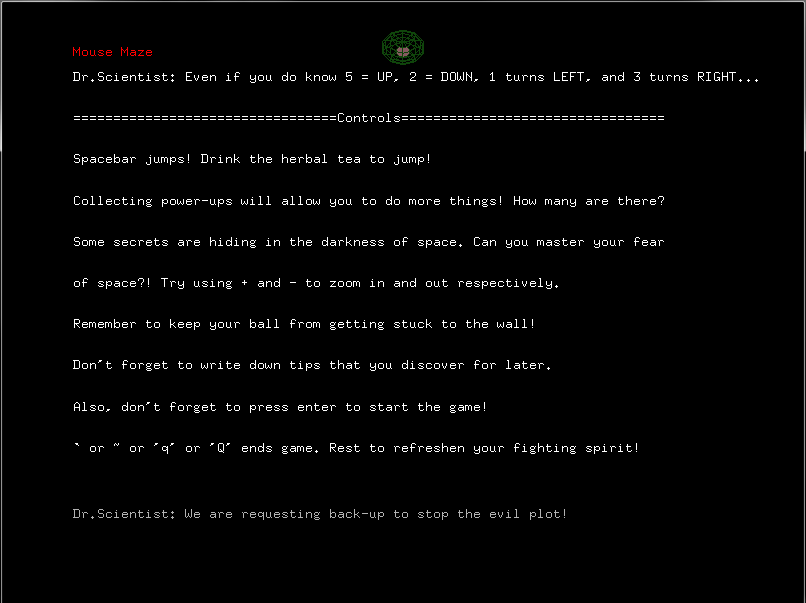 Mouse Maze
Dr.Scientist: Even if you do know 5 = UP, 2 = DOWN, 1 turns LEFT, and 3 turns RIGHT...
=================================Controls=================================
Spacebar jumps! Drink the herbal tea to jump!
Collecting power-ups will allow you to do more things! How many are there?
Some secrets are hiding in the darkness of space. Can you master your fear
of space?! Try using + and - to zoom in and out respectively.
Remember to keep your ball from getting stuck to the wall!
Don't forget to write down tips that you discover for later.
Also, don't forget to press enter to start the game!
` or ~ or 'q' or 'Q' ends game. Rest to refreshen your fighting spirit!
Dr.Scientist: We are requesting back-up to stop the evil plot!